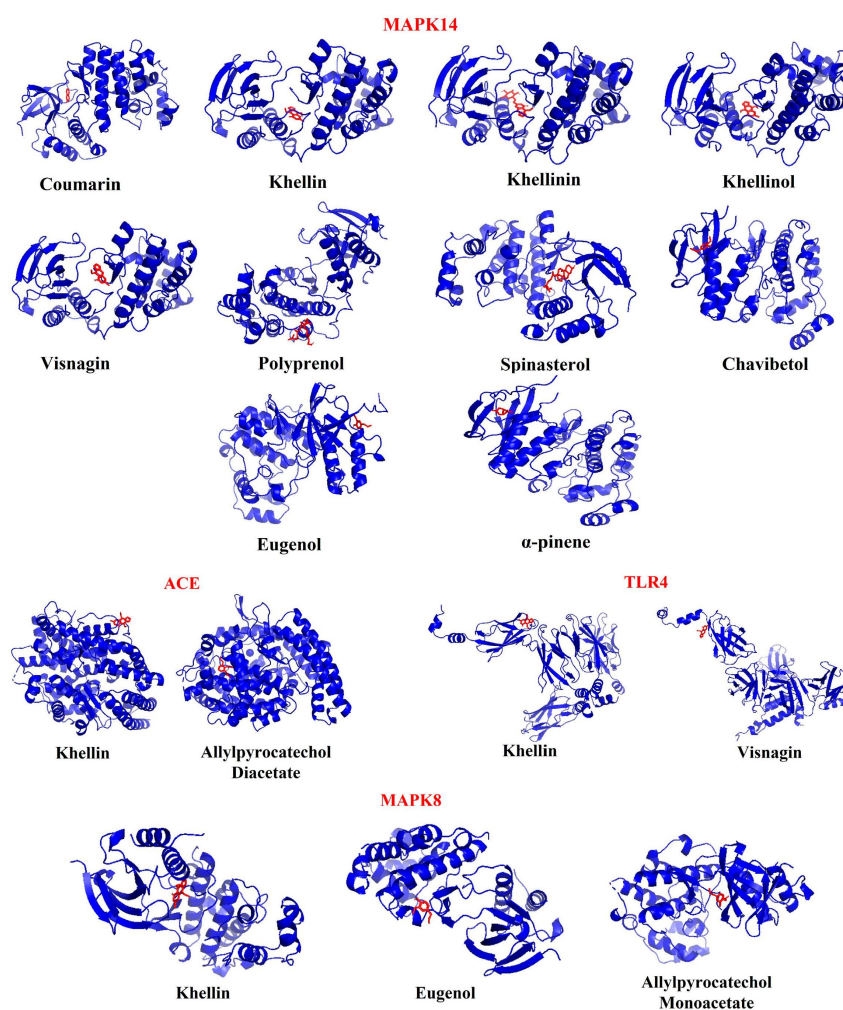 MAPK14
Coumarin
Khellin
Khellinin
Khellinol
Visnagin
Polyprenol
Spinasterol
Chavibetol
Eugenol
α-pinene
ACE
TLR4
Khellin
Allylpyrocatechol
Diacetate
Khellin
Visnagin
MAPK8
Khellin
Eugenol
Allylpyrocatechol
Monoacetate